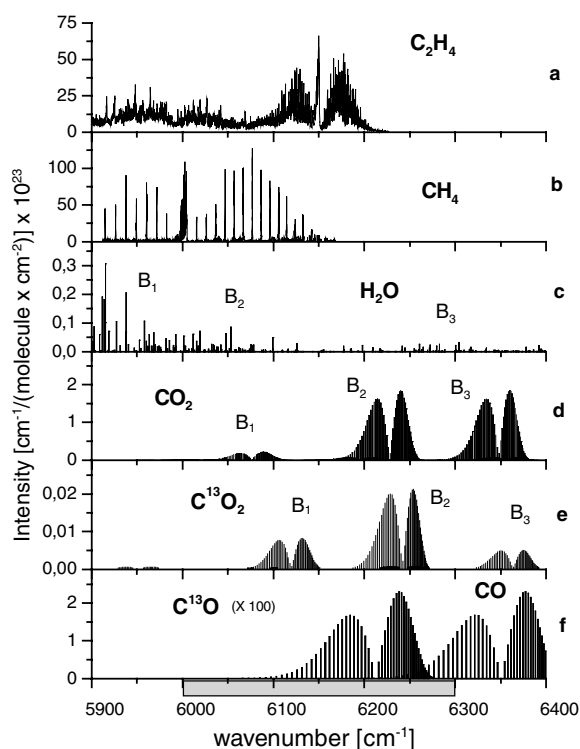 Intensity [cm⁻¹/(molecule x cm⁻²)] x 10²³
75
50
25
0
C₂H₄
a
100
50
0
CH₄
b
0,3
0,2
0,1
0,0
B₁
B₂
H₂O
B₃
c
2
1
0
CO₂
B₁
B₂
B₃
d
0,02
0,01
0,00
C¹³O₂
B₁
B₂
B₃
e
2
1
0
C¹³O (X 100)
CO
f
5900 6000 6100 6200 6300 6400
wavenumber [cm⁻¹]